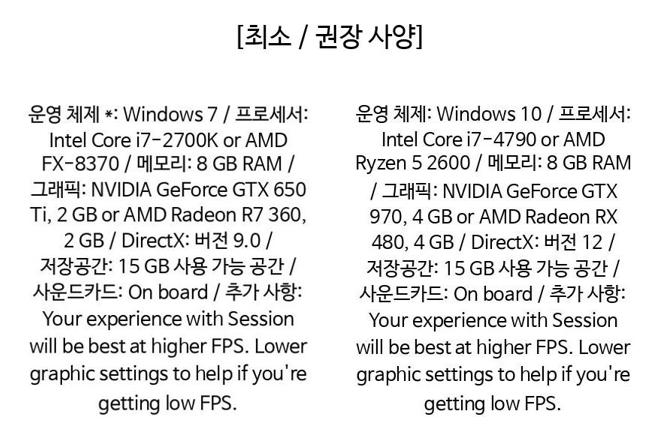 [최소 / 권장 사양]
운영 체제 *: Windows 7 / 프로세서:
Intel Core i7-2700K or AMD
FX-8370 / 메모리: 8 GB RAM /
그래픽: NVIDIA GeForce GTX 650
Ti, 2 GB or AMD Radeon R7 360,
2 GB / DirectX: 버전 9.0 /
저장공간: 15 GB 사용 가능 공간 /
사운드카드: On board / 추가 사항:
Your experience with Session
will be best at higher FPS. Lower
graphic settings to help if you're
getting low FPS.
운영 체제: Windows 10 / 프로세서:
Intel Core i7-4790 or AMD
Ryzen 5 2600 / 메모리: 8 GB RAM
/ 그래픽: NVIDIA GeForce GTX
970, 4 GB or AMD Radeon RX
480, 4 GB / DirectX: 버전 12 /
저장공간: 15 GB 사용 가능 공간 /
사운드카드: On board / 추가 사항:
Your experience with Session
will be best at higher FPS. Lower
graphic settings to help if you're
getting low FPS.